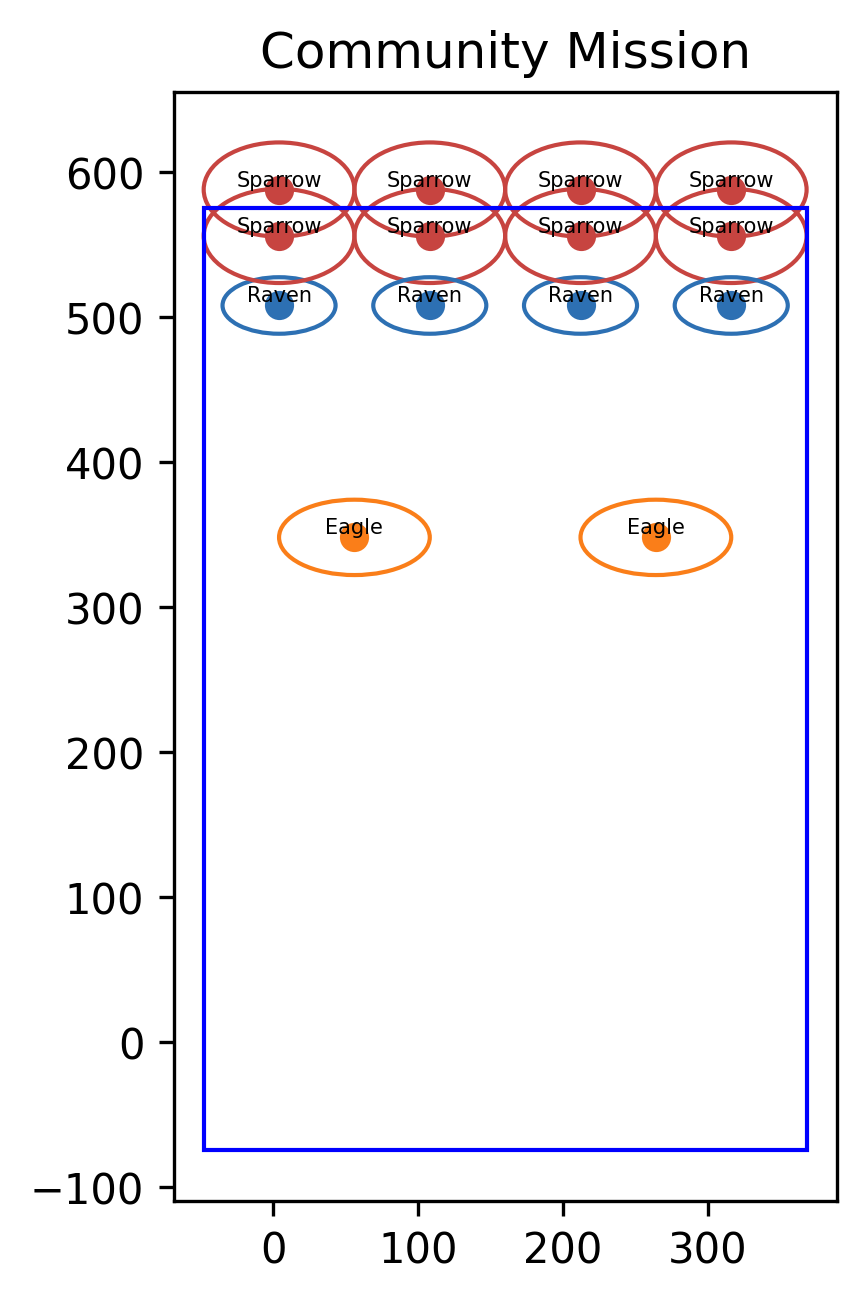 Community Mission
600
Sparrow Sparrow Sparrow Sparrow
Sparrow Sparrow Sparrow Sparrow
Raven Raven Raven Raven
500
400
Eagle Eagle
300
200
100
0
−100
0 100 200 300